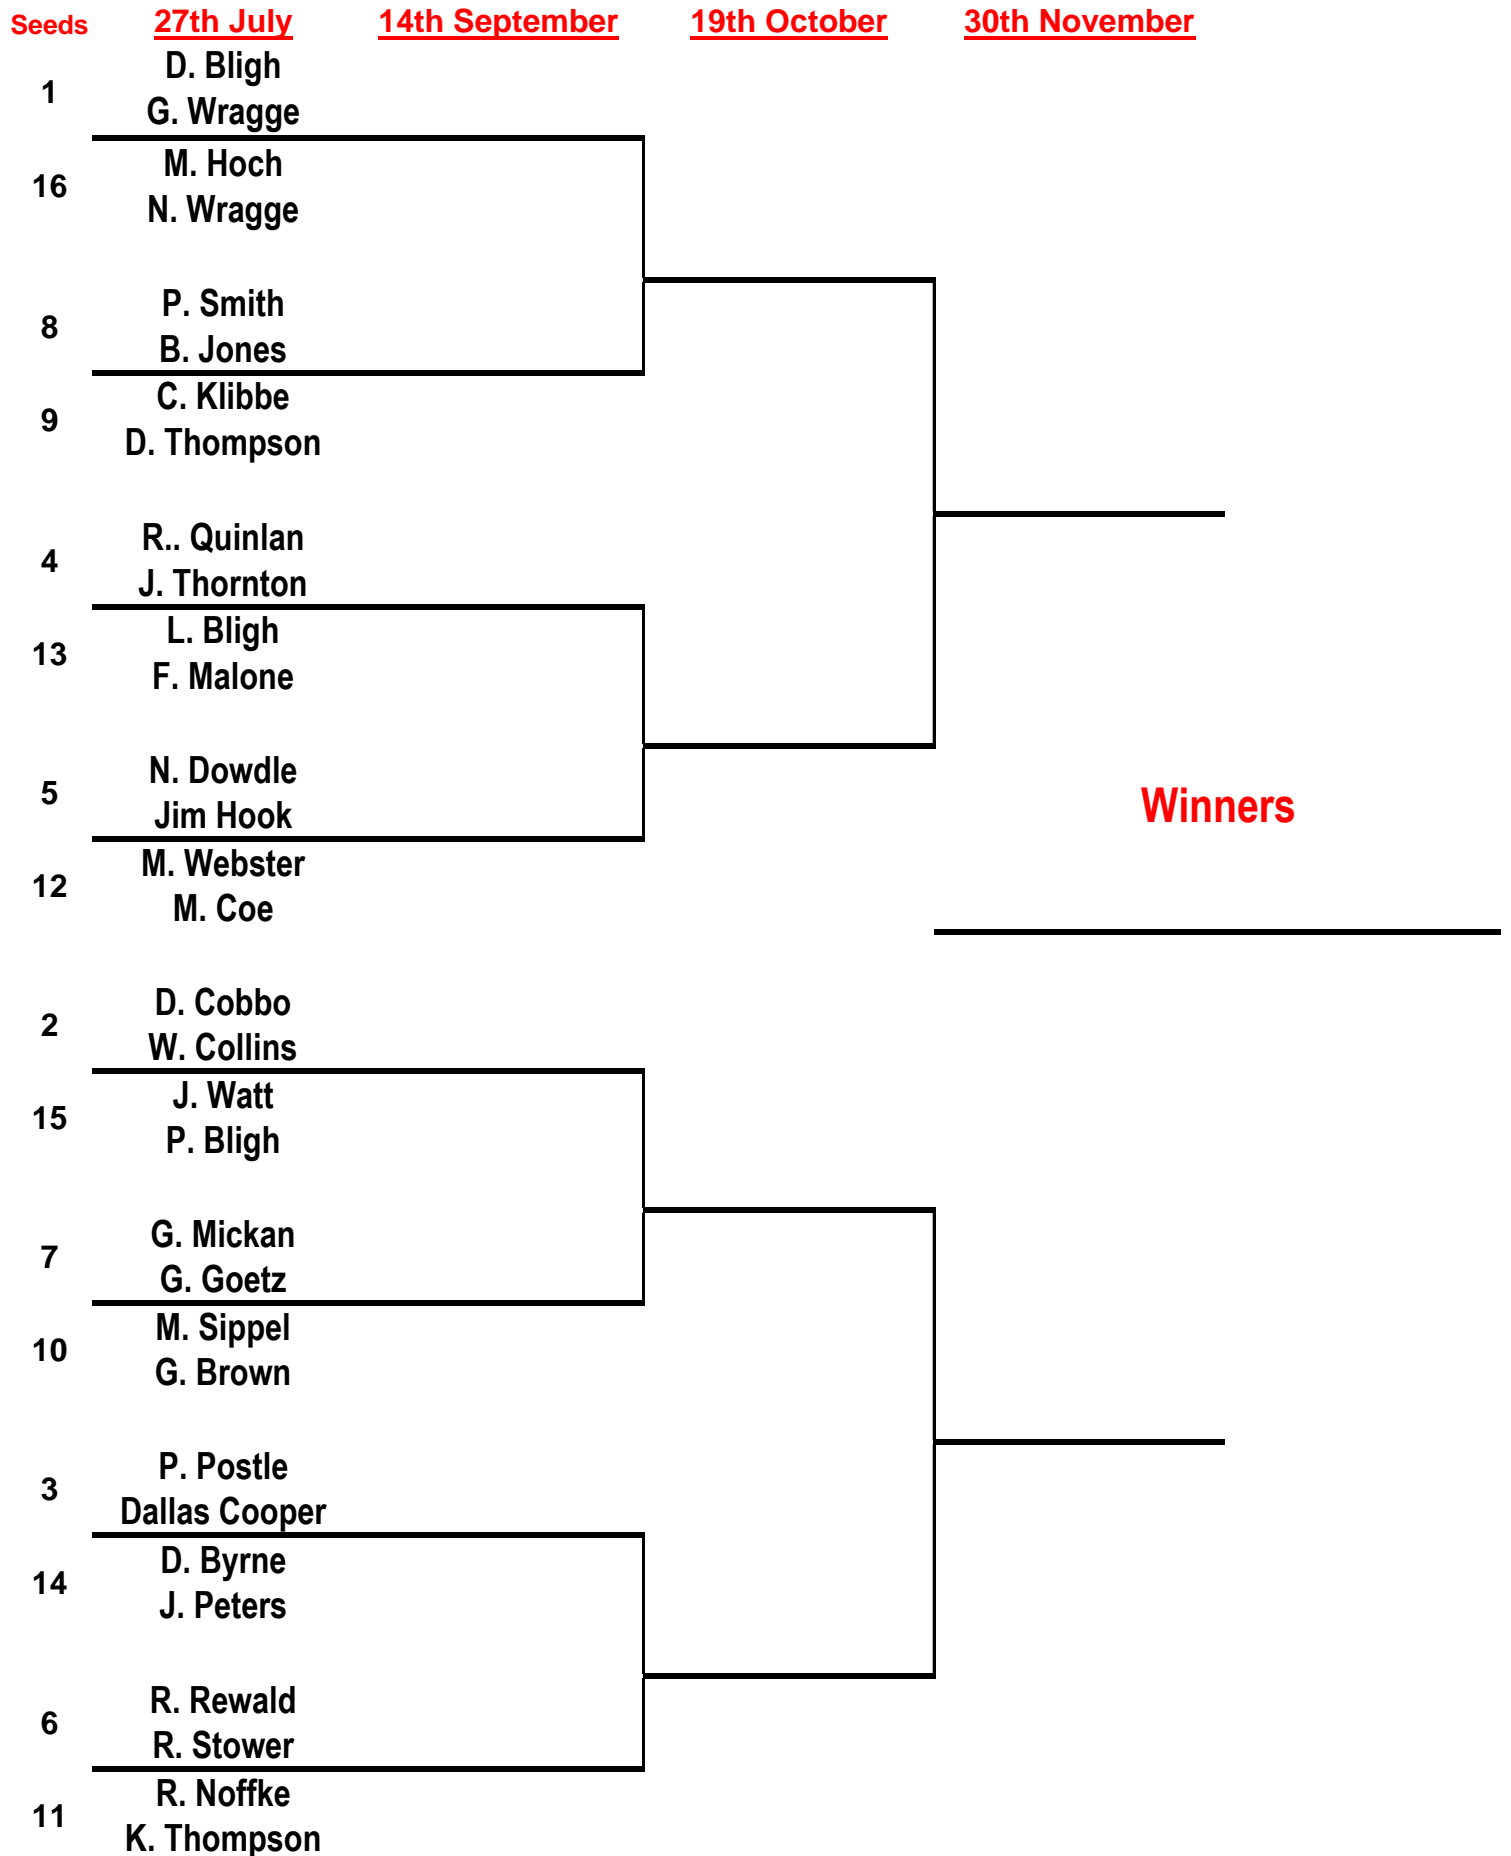 Seeds 27th July 14th September 19th October 30th November
D. Bligh
1
G. Wragge
M. Hoch
16
N. Wragge
P. Smith
8
B. Jones
C. Klibbe
9
D. Thompson
R.. Quinlan
4
J. Thornton
L. Bligh
13
F. Malone
N. Dowdle
5
Jim Hook
Winners
M. Webster
12
M. Coe
D. Cobbo
2
W. Collins
J. Watt
15
P. Bligh
G. Mickan
7
G. Goetz
M. Sippel
10
G. Brown
P. Postle
3
Dallas Cooper
D. Byrne
14
J. Peters
R. Rewald
6
R. Stower
R. Noffke
11
K. Thompson